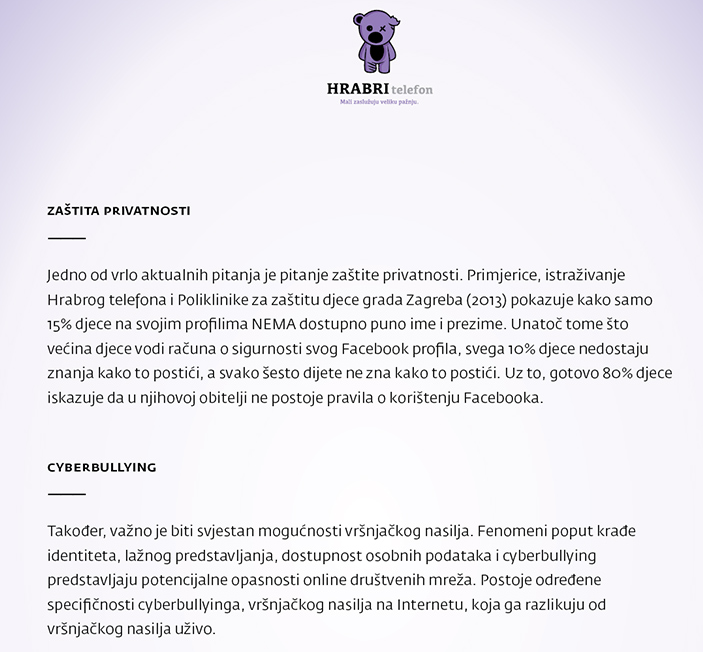 HRABRI telefon
Mali zaslužuju veliku pažnju.
ZAŠTITA PRIVATNOSTI
Jedno od vrlo aktualnih pitanja je pitanje zaštite privatnosti. Primjerice, istraživanje
Hrabrog telefona i Poliklinike za zaštitu djece grada Zagreba (2013) pokazuje kako samo
15% djece na svojim profilima NEMA dostupno puno ime i prezime. Unatoč tome što
većina djece vodi računa o sigurnosti svog Facebook profila, svega 10% djece nedostaju
znanja kako to postići, a svako šesto dijete ne zna kako to postići. Uz to, gotovo 80% djece
iskazuje da u njihovoj obitelji ne postoje pravila o korištenju Facebooka.
CYBERBULLYING
Također, važno je biti svjestan mogućnosti vršnjačkog nasilja. Fenomeni poput krađe
identiteta, lažnog predstavljanja, dostupnost osobnih podataka i cyberbullying
predstavljaju potencijalne opasnosti online društvenih mreža. Postoje određene
specifičnosti cyberbullyinga, vršnjačkog nasilja na Internetu, koja ga razlikuju od
vršnjačkog nasilja uživo.